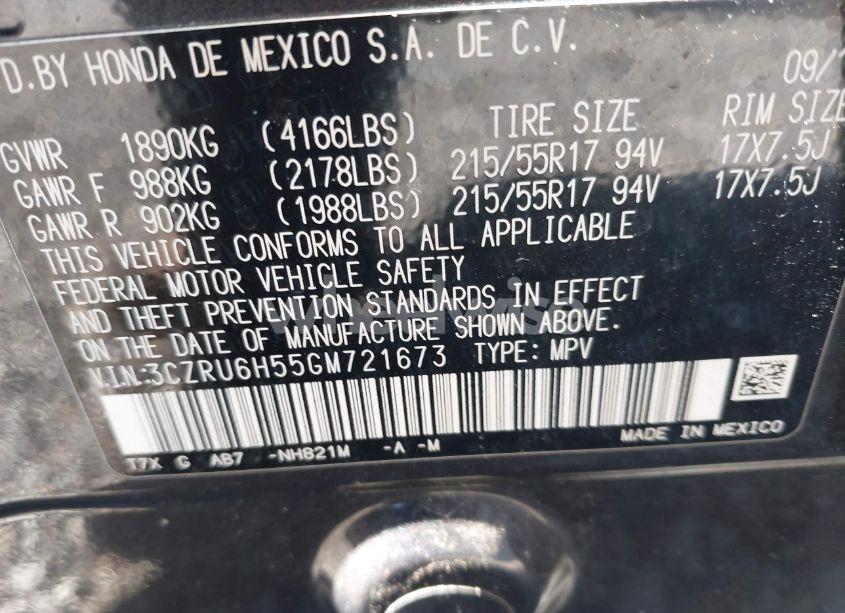 D.BY HONDA DE MEXICO S.A. DE C.V.
09/
GVWR 1890KG (4166LBS) TIRE SIZE RIM SIZE
GAWR F 988KG (2178LBS) 215/55R17 94V 17X7.5J
GAWR R 902KG (1988LBS) 215/55R17 94V 17X7.5J
THIS VEHICLE CONFORMS TO ALL APPLICABLE
FEDERAL MOTOR VEHICLE SAFETY
AND THEFT PREVENTION STANDARDS IN EFFECT
ON THE DATE OF MANUFACTURE SHOWN ABOVE.
V.I.N:3CZRU6H55GM721673 TYPE: MPV
T7X G AB7 -NH821M -A -M MADE IN MEXICO